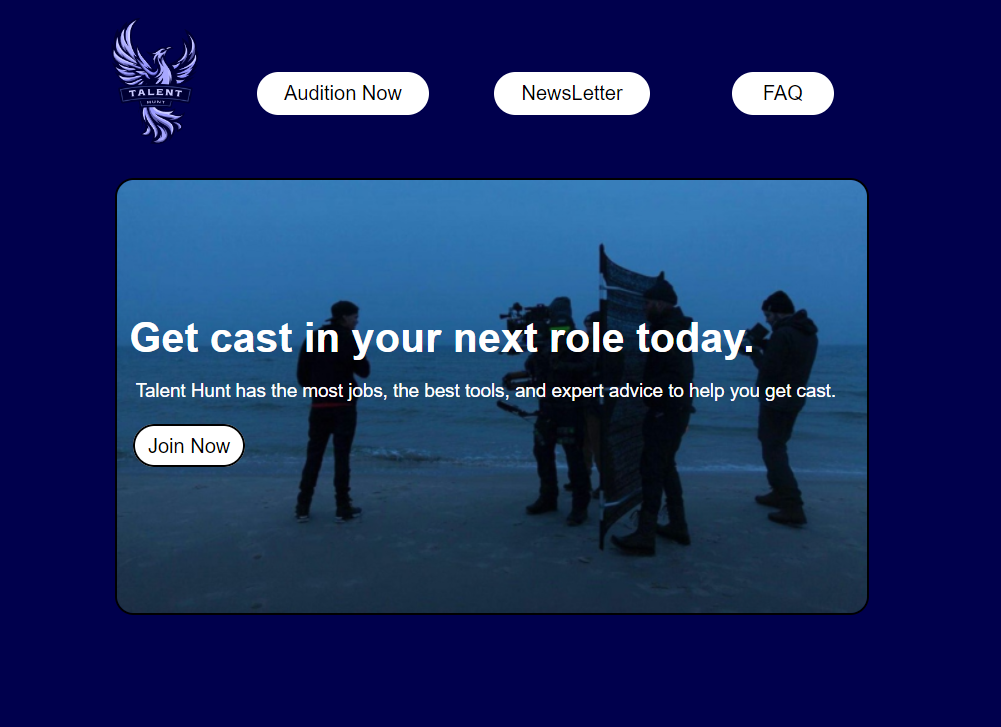 TALENT
HUNT
Audition Now
NewsLetter
FAQ
Get cast in your next role today.
Talent Hunt has the most jobs, the best tools, and expert advice to help you get cast.
Join Now